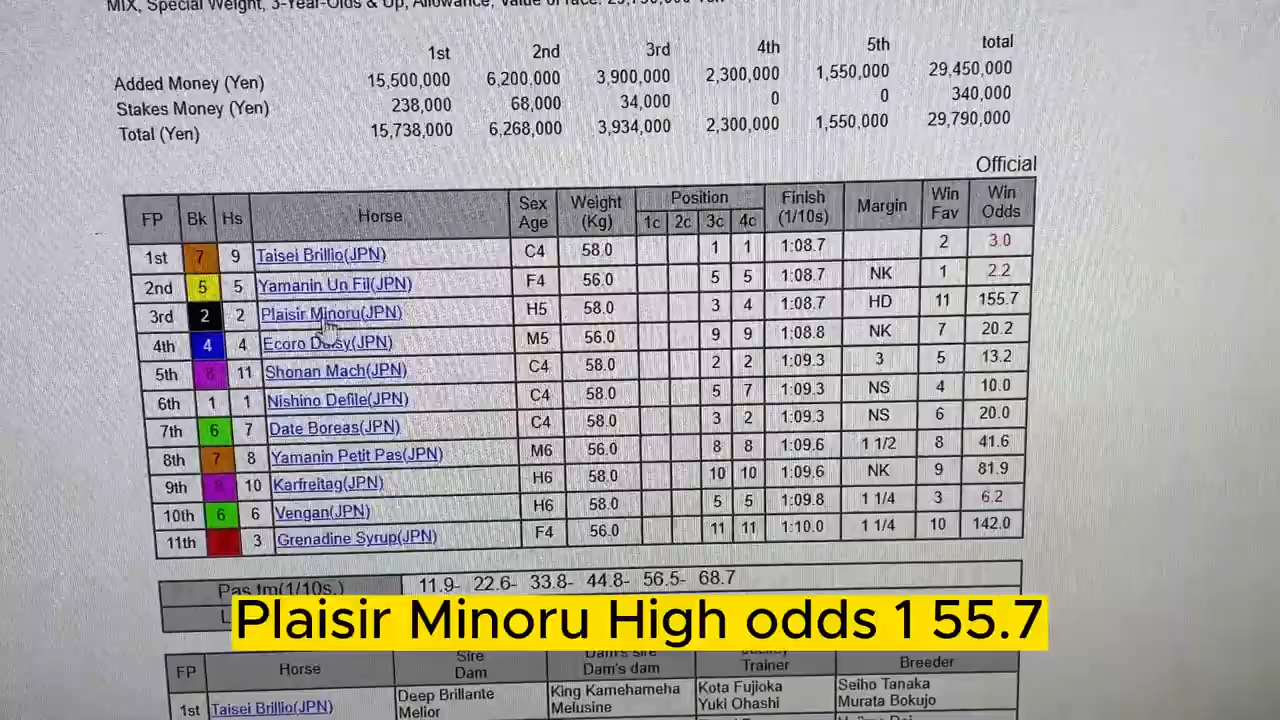 MIX, Special Weight, 3-Year-Olds & Up, Allowance, Value of race: 29,790,000 Yen
1st 2nd 3rd 4th 5th total
Added Money (Yen) 15,500,000 6,200,000 3,900,000 2,300,000 1,550,000 29,450,000
Stakes Money (Yen) 238,000 68,000 34,000 0 0 340,000
Total (Yen) 15,738,000 6,268,000 3,934,000 2,300,000 1,550,000 29,790,000
Official
FP Bk Hs Horse Sex Age Weight (Kg) Position 1c 2c 3c 4c Finish (1/10s) Margin Win Fav Win Odds
1st 7 9 Taisei Brillio(JPN) C4 58.0 1 1 1:08.7 2 3.0
2nd 5 5 Yamanin Un Fil(JPN) F4 56.0 5 5 1:08.7 NK 1 2.2
3rd 2 2 Plaisir Minoru(JPN) H5 58.0 3 4 1:08.7 HD 11 155.7
4th 4 4 Ecoro Daisy(JPN) M5 56.0 9 9 1:08.8 NK 7 20.2
5th 8 11 Shonan Mach(JPN) C4 58.0 2 2 1:09.3 3 5 13.2
6th 1 1 Nishino Defile(JPN) C4 58.0 5 7 1:09.3 NS 4 10.0
7th 6 7 Date Boreas(JPN) C4 58.0 3 2 1:09.3 NS 6 20.0
8th 7 8 Yamanin Petit Pas(JPN) M6 56.0 8 8 1:09.6 1 1/2 8 41.6
9th 8 10 Karfreitag(JPN) H6 58.0 10 10 1:09.6 NK 9 81.9
10th 6 6 Vengan(JPN) H6 58.0 5 5 1:09.8 1 1/4 3 6.2
11th 3 Grenadine Syrup(JPN) F4 56.0 11 11 1:10.0 1 1/4 10 142.0
Pas tm(1/10s.) 11.9- 22.6- 33.8- 44.8- 56.5- 68.7
Plaisir Minoru High odds 1 55.7
FP Horse Sire Dam Dam's sire Dam's dam Trainer Breeder
1st Taisei Brillio(JPN) Deep Brillante Melior King Kamehameha Melusine Kota Fujioka Yuki Ohashi Seiho Tanaka Murata Bokujo